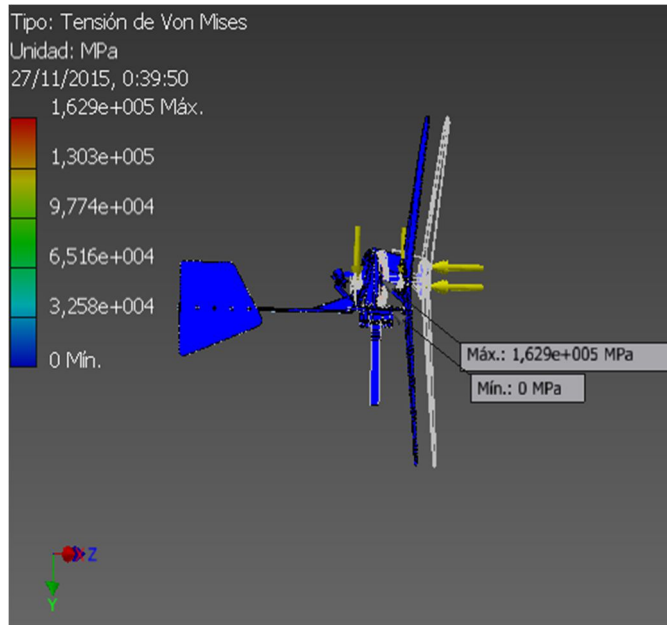 Tipo: Tensión de Von Mises
Unidad: MPa
27/11/2015, 0:39:50
1,629e+005 Máx.
1,303e+005
9,774e+004
6,516e+004
3,258e+004
0 Mín.
Máx.: 1,629e+005 MPa
Mín.: 0 MPa
Z
Y